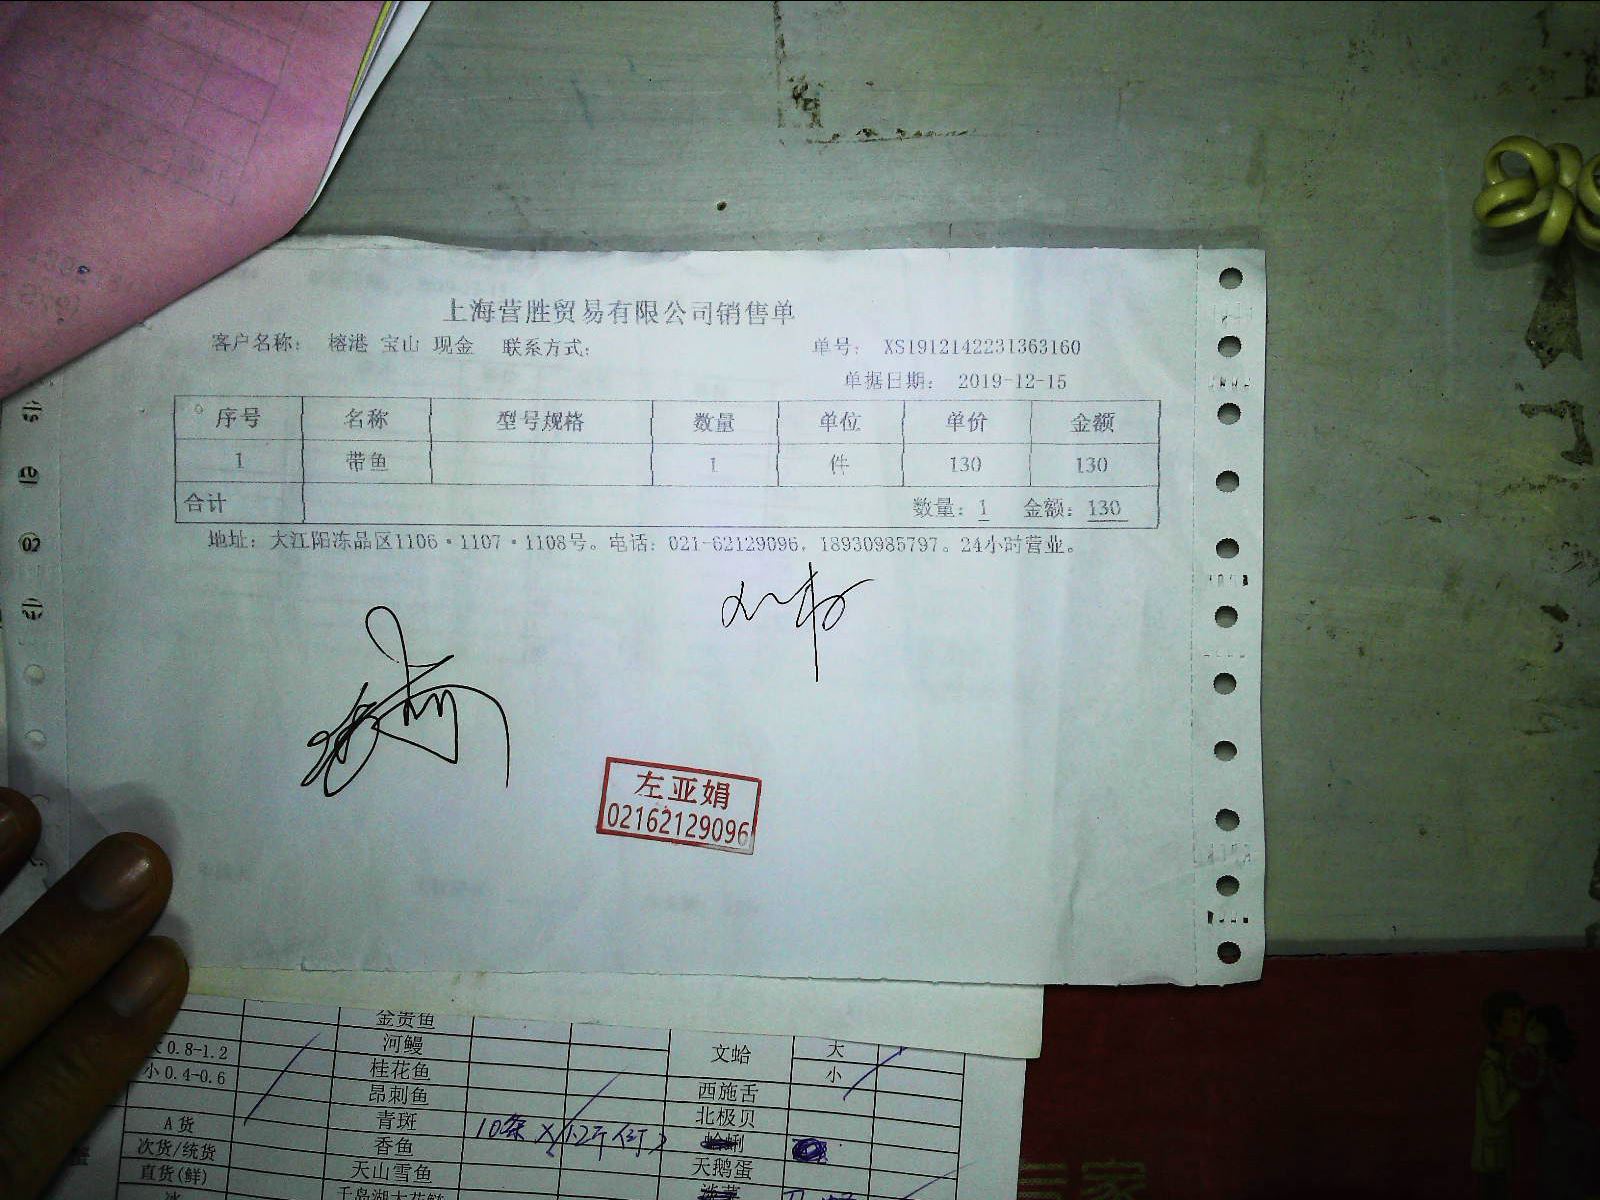 上海营胜贸易有限公司销售单
客户名称： 榕港 宝山 现金 联系方式： 单号： XS19121422313631​60
单据日期： 2019-12-15
序号 名称 型号规格 数量 单位 单价 金额
1 带鱼 1 件 130 130
合计 数量：1 金额：130
地址：大江阳冻品区1106·1107·1108号。电话：021-62129096，18930985797。24小时营业。
左亚娟
02162129096
金贵鱼
0.8-1.2 河鳗 文蛤 大
小0.4-0.6 桂花鱼 小
昂刺鱼 西施舌
A货 青斑 10条 北极贝
次货/统货 香鱼
直货(鲜) 天山雪鱼 天鹅蛋